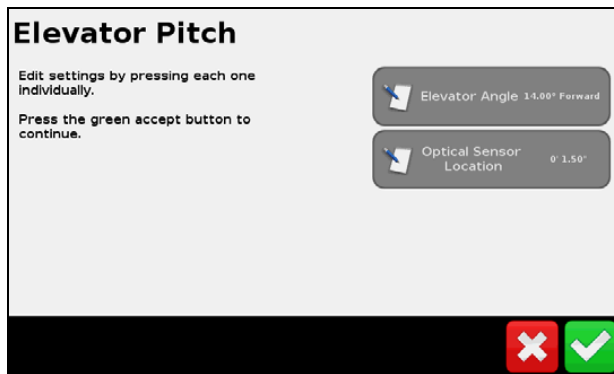 Elevator Pitch
Edit settings by pressing each one
individually.
Press the green accept button to
continue.
Elevator Angle 14.00° Forward
Optical Sensor
Location 0' 1.50"